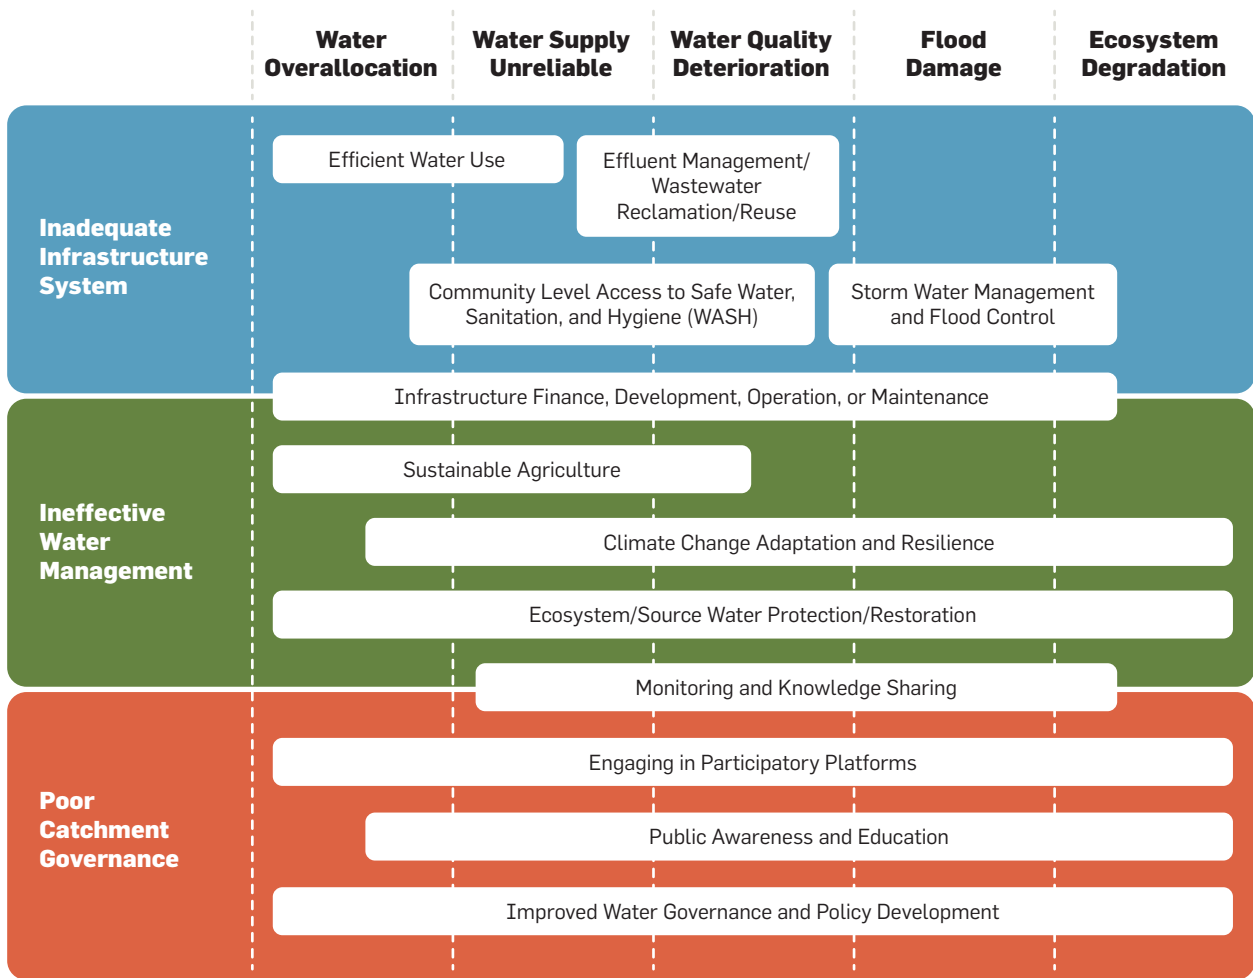 Water
Overallocation
Water Supply
Unreliable
Water Quality
Deterioration
Flood
Damage
Ecosystem
Degradation
Inadequate
Infrastructure
System
Efficient Water Use
Effluent Management/
Wastewater
Reclamation/Reuse
Community Level Access to Safe Water,
Sanitation, and Hygiene (WASH)
Storm Water Management
and Flood Control
Infrastructure Finance, Development, Operation, or Maintenance
Ineffective
Water
Management
Sustainable Agriculture
Climate Change Adaptation and Resilience
Ecosystem/Source Water Protection/Restoration
Monitoring and Knowledge Sharing
Poor
Catchment
Governance
Engaging in Participatory Platforms
Public Awareness and Education
Improved Water Governance and Policy Development